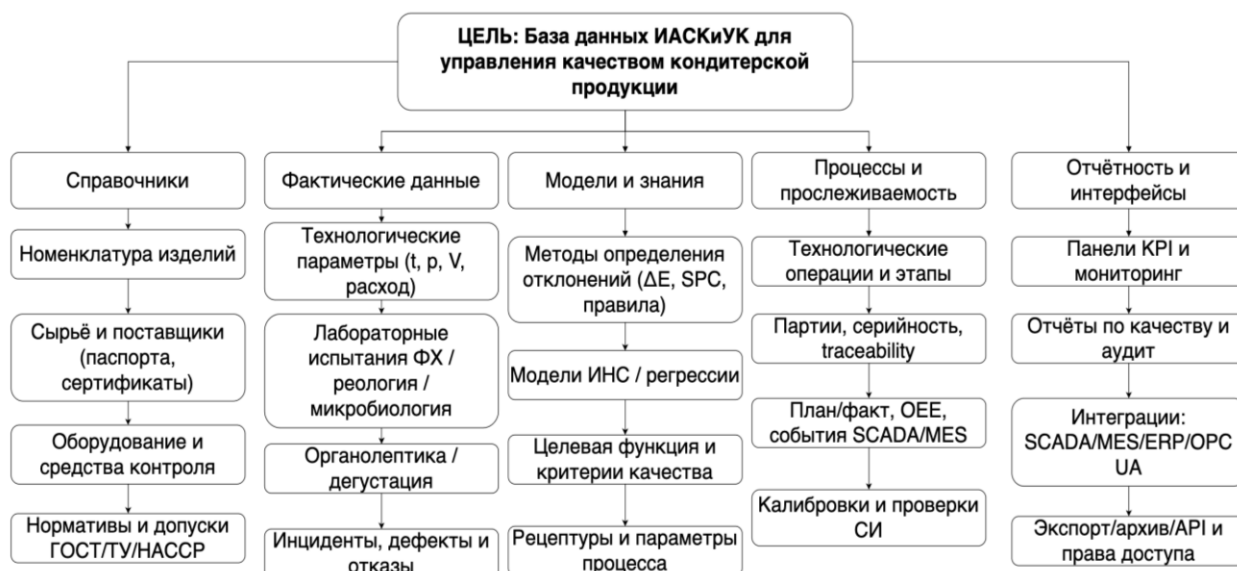 ЦЕЛЬ: База данных ИАСКиУК для
управления качеством кондитерской
продукции
Справочники
Номенклатура изделий
Сырьё и поставщики
(паспорта,
сертификаты)
Оборудование и
средства контроля
Нормативы и допуски
ГОСТ/ТУ/HACCP
Фактические данные
Технологические
параметры (t, p, V,
расход)
Лабораторные
испытания ФХ /
реология /
микробиология
Органолептика /
дегустация
Инциденты, дефекты и
отказы
Модели и знания
Методы определения
отклонений (ΔE, SPC,
правила)
Модели ИНС / регрессии
Целевая функция и
критерии качества
Рецептуры и параметры
процесса
Процессы и
прослеживаемость
Технологические
операции и этапы
Партии, серийность,
traceability
План/факт, OEE,
события SCADA/MES
Калибровки и проверки
СИ
Отчётность и
интерфейсы
Панели KPI и
мониторинг
Отчёты по качеству и
аудит
Интеграции:
SCADA/MES/ERP/OPC
UA
Экспорт/архив/API и
права доступа